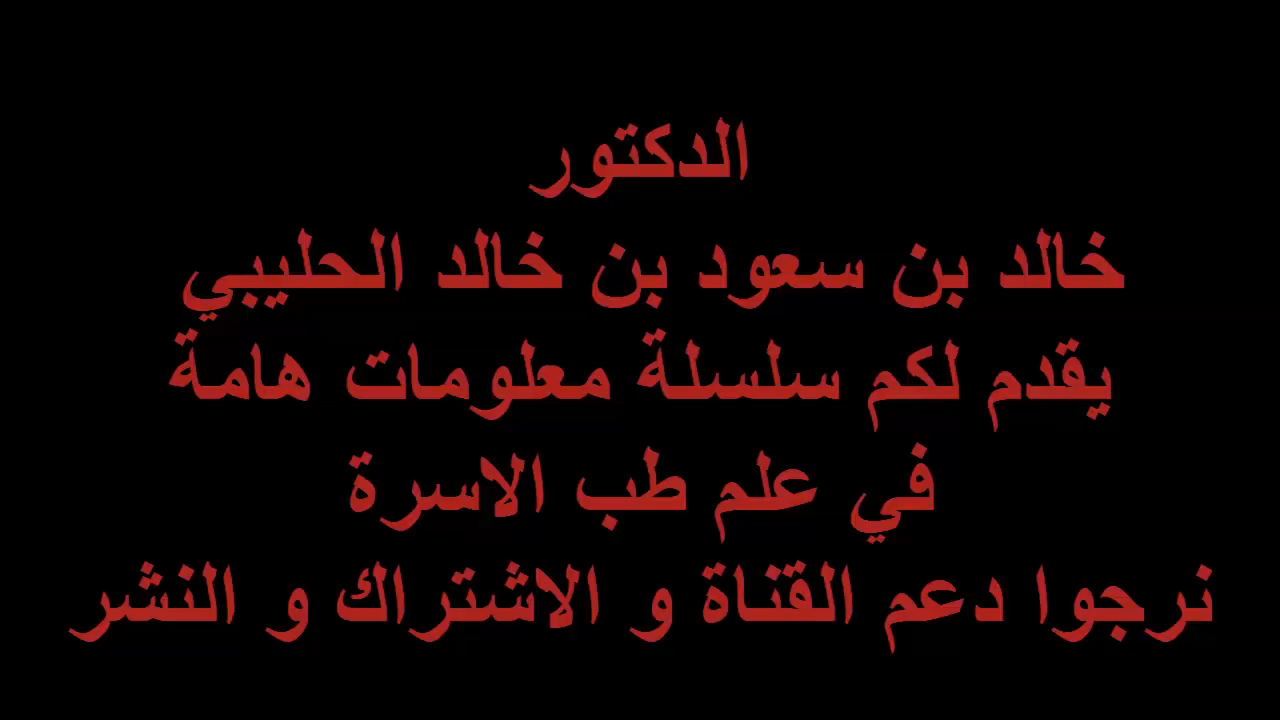 الدكتور
خالد بن سعود بن خالد الحليبي
يقدم لكم سلسلة معلومات هامة
في علم طب الاسرة
نرجوا دعم القناة و الاشتراك و النشر